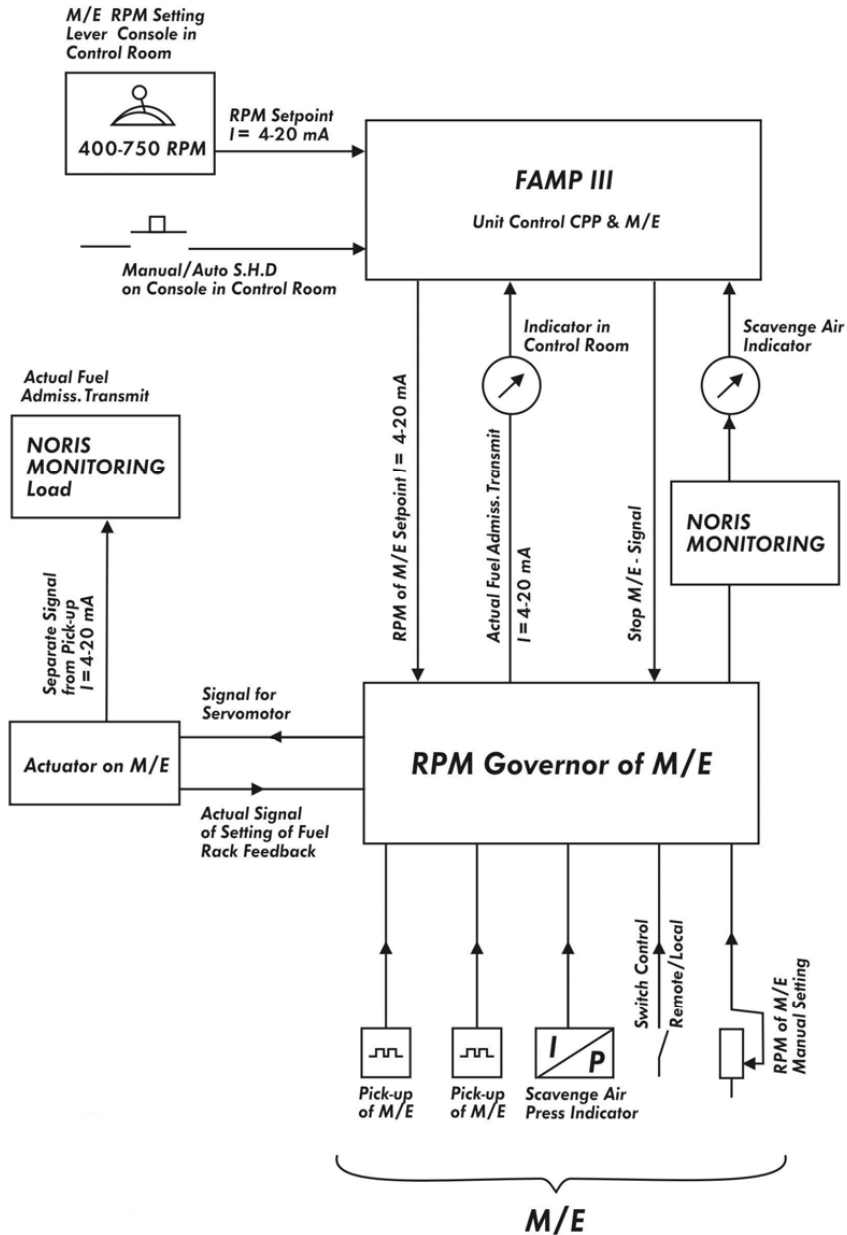 M/E RPM Setting
Lever Console in
Control Room
400-750 RPM
RPM Setpoint
I = 4-20 mA
FAMP III
Unit Control CPP & M/E
Manual/Auto S.H.D
on Console in Control Room
Indicator in
Control Room
Scavenge Air
Indicator
Actual Fuel
Admiss.Transmit
NORIS
MONITORING
Load
RPM of M/E Setpoint I = 4-20 mA
Actual Fuel Admiss. Transmit
I = 4-20 mA
Stop M/E - Signal
NORIS
MONITORING
Separate Signal
from Pick-up
I = 4-20 mA
Signal for
Servomotor
Actuator on M/E
RPM Governor of M/E
Actual Signal
of Setting of Fuel
Rack Feedback
Switch Control
Remote/Local
RPM of M/E
Manual Setting
I
P
Pick-up
of M/E
Pick-up
of M/E
Scavenge Air
Press Indicator
M/E